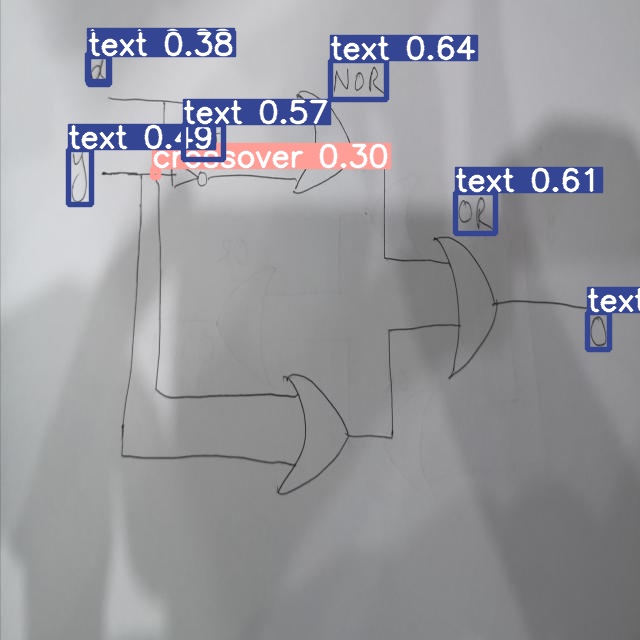 text 0.38
x
text 0.64
NOR
text 0.57
text 0.49
y
crossover 0.30
text 0.61
OR
text
O